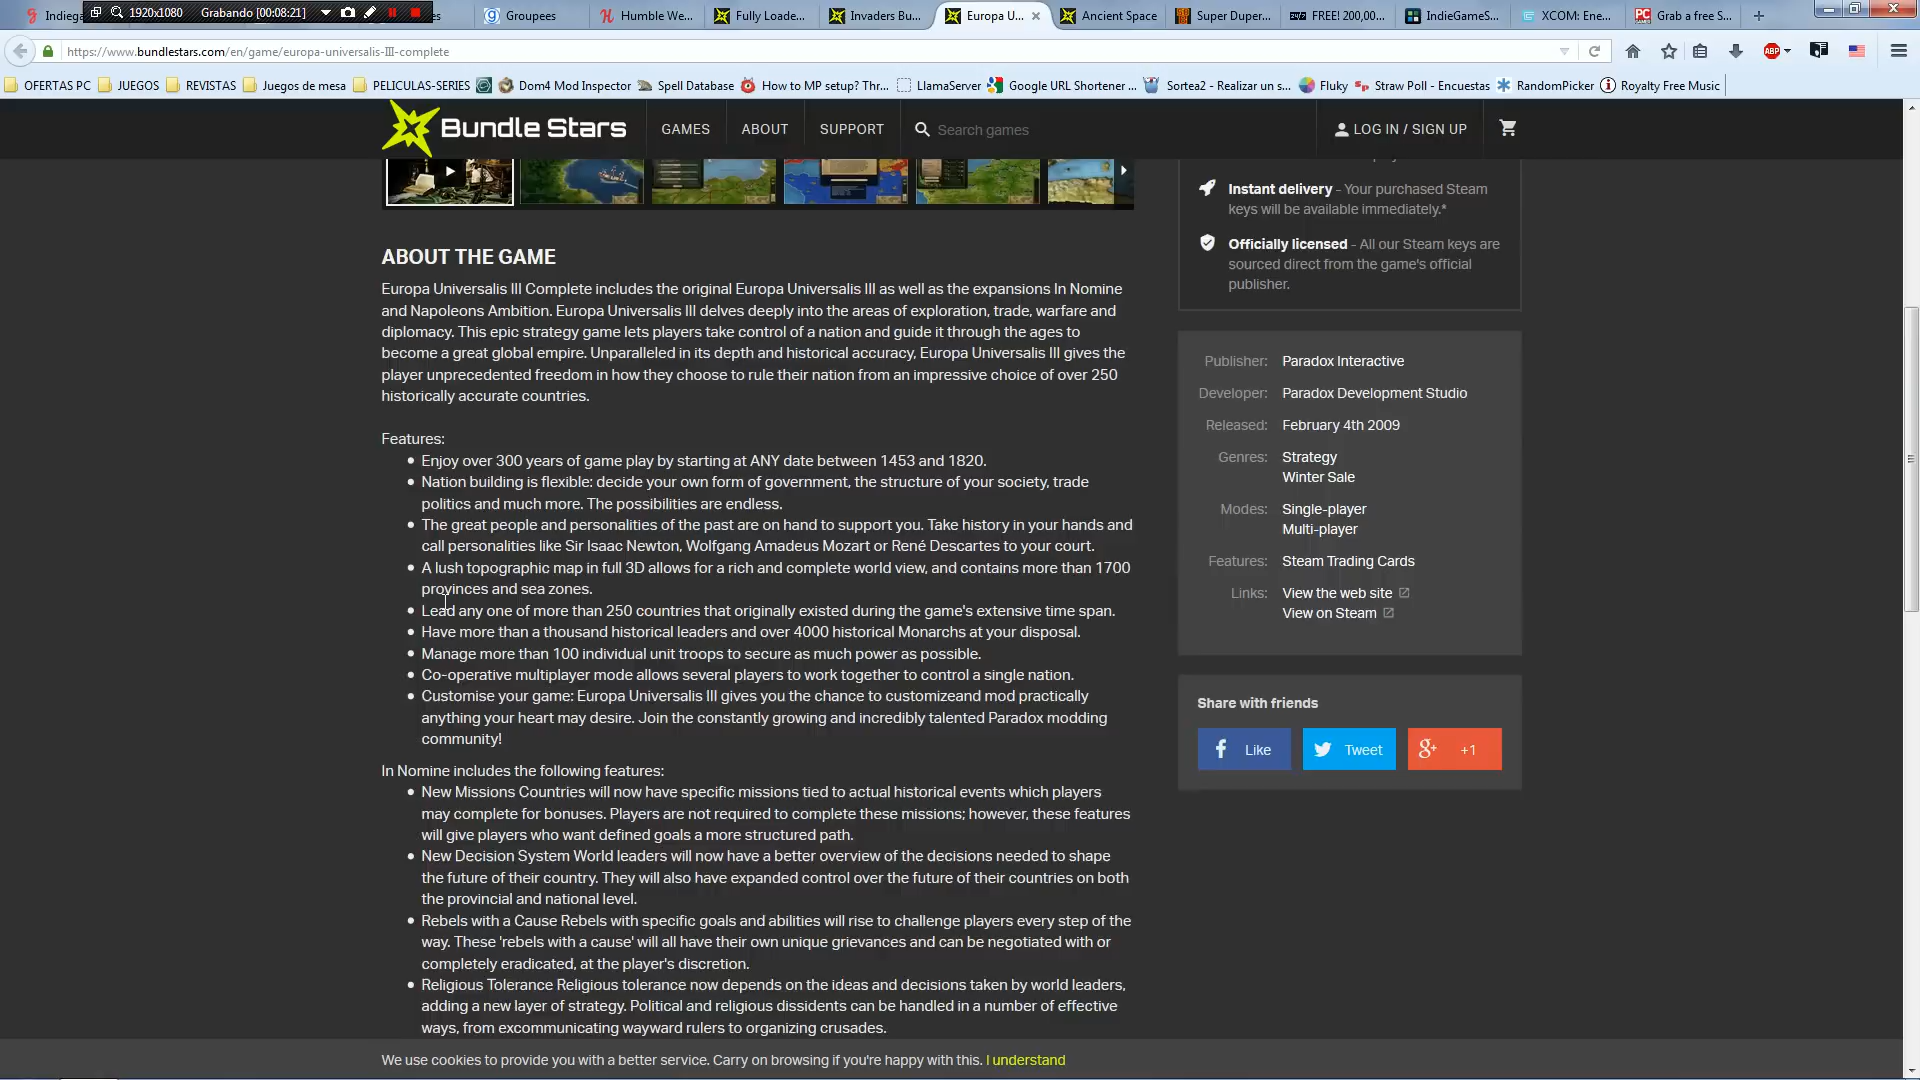 1920x1080 Grabando [00:08:21]
Indiega
es
Groupees
Humble We...
Fully Loade...
Invaders Bu...
Europa U...
Ancient Space
Super Duper...
FREE! 200,00...
IndieGameS...
XCOM: Ene...
Grab a free S...
https://www.bundlestars.com/en/game/europa-universalis-III-complete
OFERTAS PC
JUEGOS
REVISTAS
Juegos de mesa
PELICULAS-SERIES
Dom4 Mod Inspector
Spell Database
How to MP setup? Thr...
LlamaServer
Google URL Shortener ...
Sortea2 - Realizar un s...
Fluky
Straw Poll - Encuestas
RandomPicker
Royalty Free Music
Bundle Stars
GAMES
ABOUT
SUPPORT
Search games
LOG IN / SIGN UP
Instant delivery - Your purchased Steam
keys will be available immediately.*
Officially licensed - All our Steam keys are
sourced direct from the game's official
publisher.
ABOUT THE GAME
Europa Universalis III Complete includes the original Europa Universalis III as well as the expansions In Nomine
and Napoleons Ambition. Europa Universalis III delves deeply into the areas of exploration, trade, warfare and
diplomacy. This epic strategy game lets players take control of a nation and guide it through the ages to
become a great global empire. Unparalleled in its depth and historical accuracy, Europa Universalis III gives the
player unprecedented freedom in how they choose to rule their nation from an impressive choice of over 250
historically accurate countries.
Features:
• Enjoy over 300 years of game play by starting at ANY date between 1453 and 1820.
• Nation building is flexible: decide your own form of government, the structure of your society, trade
politics and much more. The possibilities are endless.
• The great people and personalities of the past are on hand to support you. Take history in your hands and
call personalities like Sir Isaac Newton, Wolfgang Amadeus Mozart or René Descartes to your court.
• A lush topographic map in full 3D allows for a rich and complete world view, and contains more than 1700
provinces and sea zones.
• Lead any one of more than 250 countries that originally existed during the game's extensive time span.
• Have more than a thousand historical leaders and over 4000 historical Monarchs at your disposal.
• Manage more than 100 individual unit troops to secure as much power as possible.
• Co-operative multiplayer mode allows several players to work together to control a single nation.
• Customise your game: Europa Universalis III gives you the chance to customizeand mod practically
anything your heart may desire. Join the constantly growing and incredibly talented Paradox modding
community!
In Nomine includes the following features:
• New Missions Countries will now have specific missions tied to actual historical events which players
may complete for bonuses. Players are not required to complete these missions; however, these features
will give players who want defined goals a more structured path.
• New Decision System World leaders will now have a better overview of the decisions needed to shape
the future of their country. They will also have expanded control over the future of their countries on both
the provincial and national level.
• Rebels with a Cause Rebels with specific goals and abilities will rise to challenge players every step of the
way. These 'rebels with a cause' will all have their own unique grievances and can be negotiated with or
completely eradicated, at the player's discretion.
• Religious Tolerance Religious tolerance now depends on the ideas and decisions taken by world leaders,
adding a new layer of strategy. Political and religious dissidents can be handled in a number of effective
ways, from excommunicating wayward rulers to organizing crusades.
Publisher: Paradox Interactive
Developer: Paradox Development Studio
Released: February 4th 2009
Genres: Strategy
Winter Sale
Modes: Single-player
Multi-player
Features: Steam Trading Cards
Links: View the web site
View on Steam
Share with friends
Like
Tweet
g+ +1
We use cookies to provide you with a better service. Carry on browsing if you're happy with this. I understand